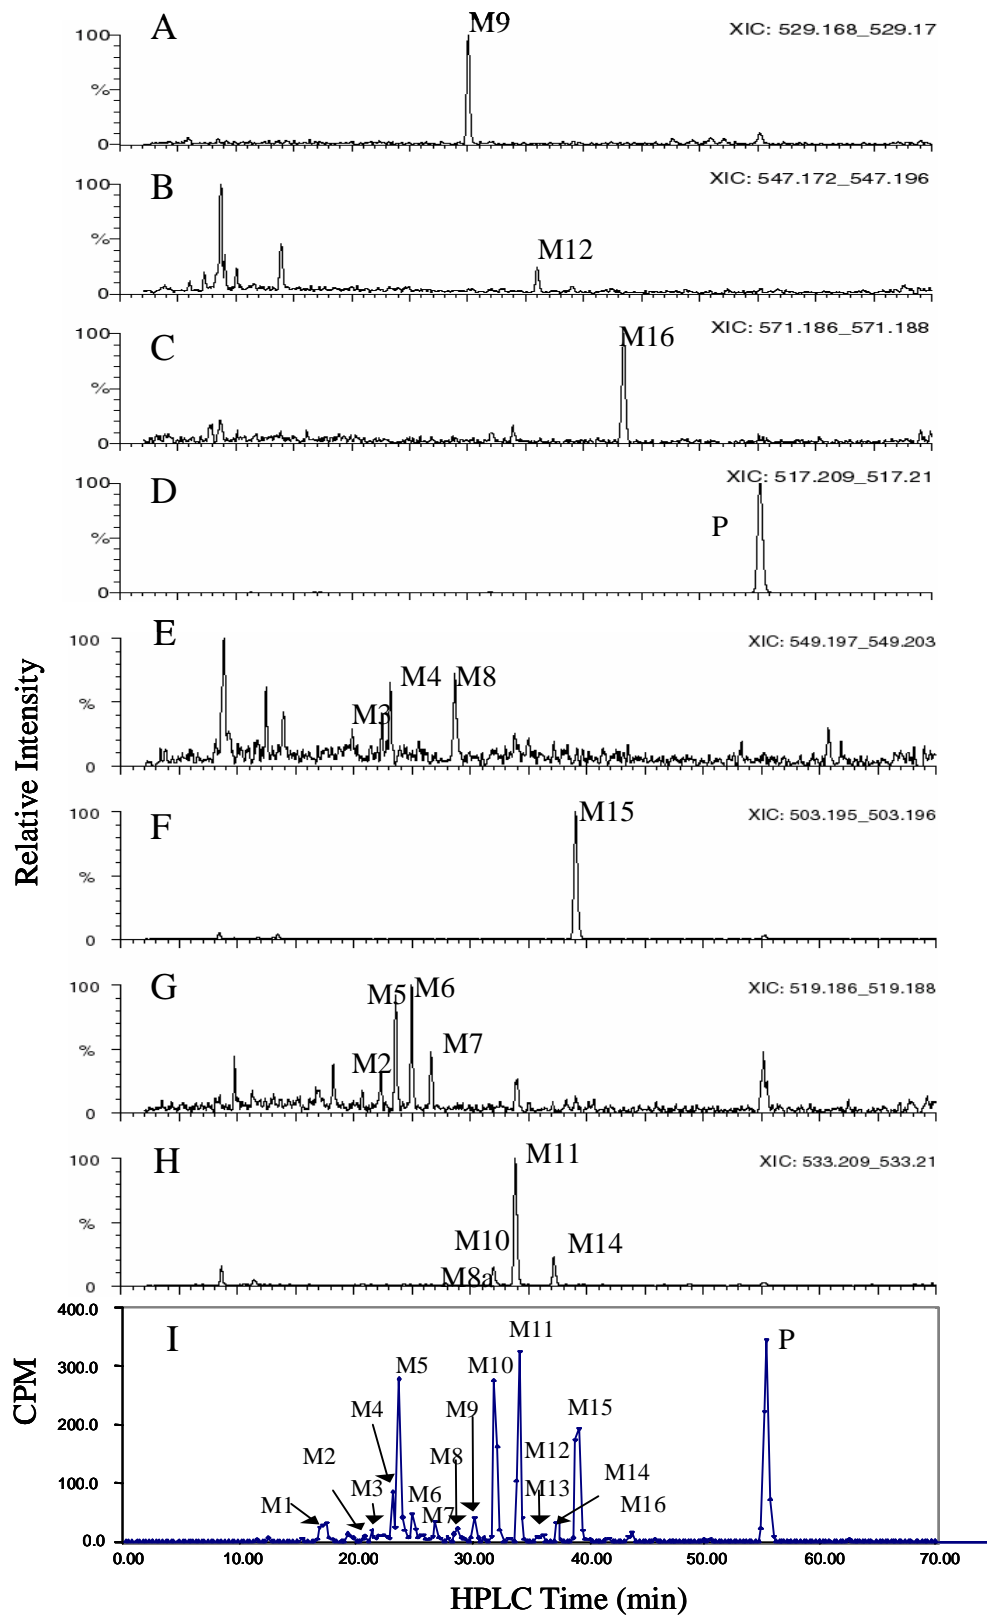 A M9 XIC: 529.168_529.17
100
%
0
B XIC: 547.172_547.196
100
%
M12
0
C XIC: 571.186_571.188
100
M16
%
0
D XIC: 517.209_517.21
100
P
%
0
E XIC: 549.197_549.203
100
M4 M8
%
M3
0
F M15 XIC: 503.195_503.196
100
%
0
G M5 M6 XIC: 519.186_519.188
100
%
M2 M7
0
H M11 XIC: 533.209_533.21
100
%
M10 M14
M8a
0
Relative Intensity
400.0
I M11 P
300.0
M5 M10
M4 M9 M15
200.0
M2 M8 M12
M3 M13 M14
100.0
M1 M6 M7 M16
0.0
CPM
0.00 10.00 20.00 30.00 40.00 50.00 60.00 70.00
HPLC Time (min)